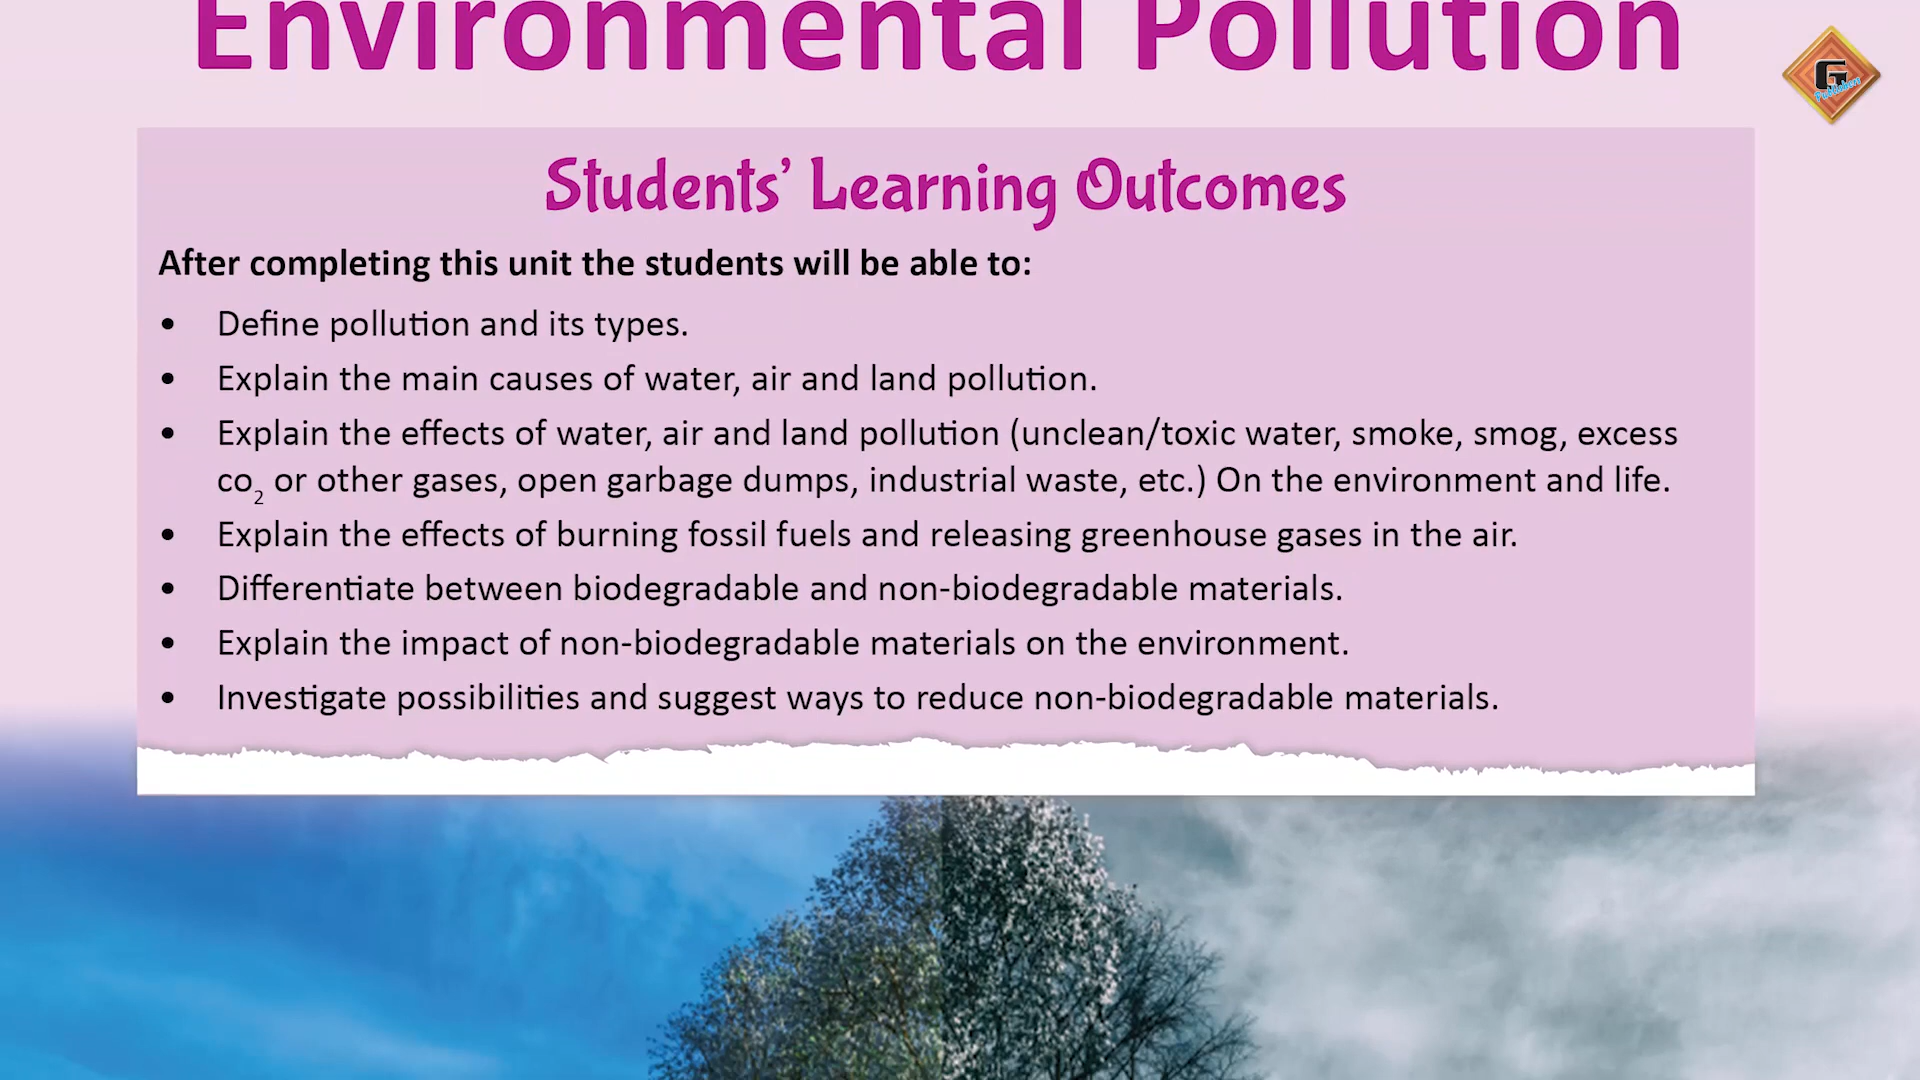 Environmental Pollution
G
Publishers
Students’ Learning Outcomes
After completing this unit the students will be able to:
• Define pollution and its types.
• Explain the main causes of water, air and land pollution.
• Explain the effects of water, air and land pollution (unclean/toxic water, smoke, smog, excess
co₂ or other gases, open garbage dumps, industrial waste, etc.) On the environment and life.
• Explain the effects of burning fossil fuels and releasing greenhouse gases in the air.
• Differentiate between biodegradable and non-biodegradable materials.
• Explain the impact of non-biodegradable materials on the environment.
• Investigate possibilities and suggest ways to reduce non-biodegradable materials.